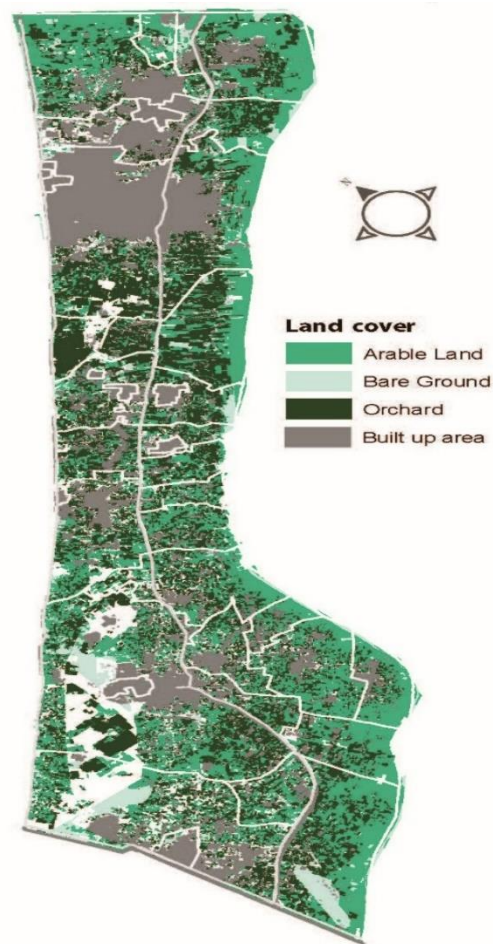 N
Land cover
Arable Land
Bare Ground
Orchard
Built up area